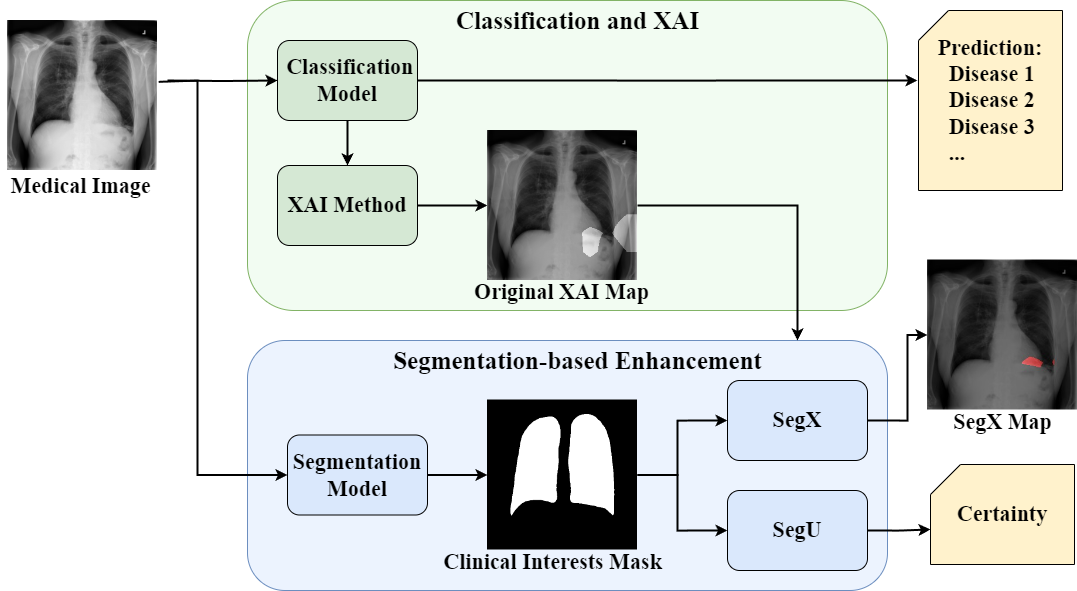 Classification and XAI
Medical Image
Classification
Model
XAI Method
Original XAI Map
Prediction:
Disease 1
Disease 2
Disease 3
...
Segmentation-based Enhancement
Segmentation
Model
Clinical Interests Mask
SegX
SegU
SegX Map
Certainty